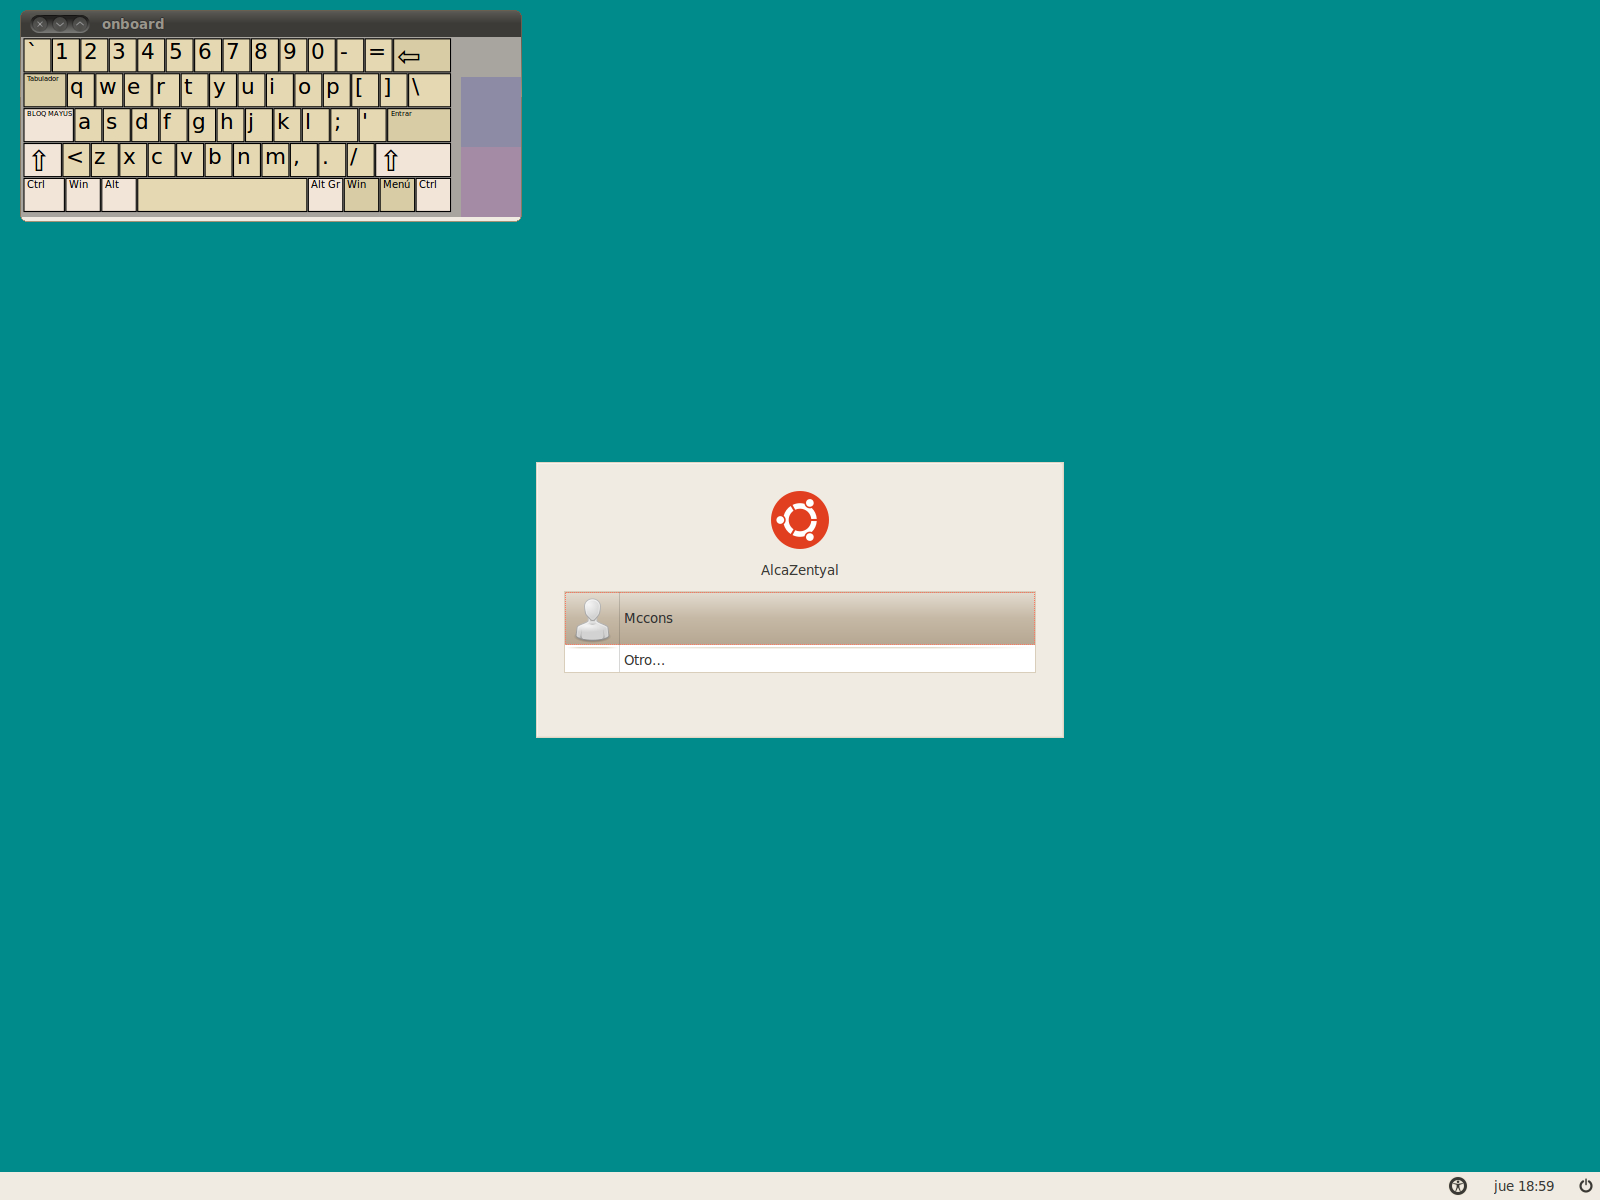 onboard
` 1 2 3 4 5 6 7 8 9 0 - = ⇦
Tabulador q w e r t y u i o p [ ] \
BLOQ MAYUS a s d f g h j k l ; ' Entrar
⇧ < z x c v b n m , . / ⇧
Ctrl Win Alt Alt Gr Win Menú Ctrl
AlcaZentyal
Mccons
Otro...
jue 18:59